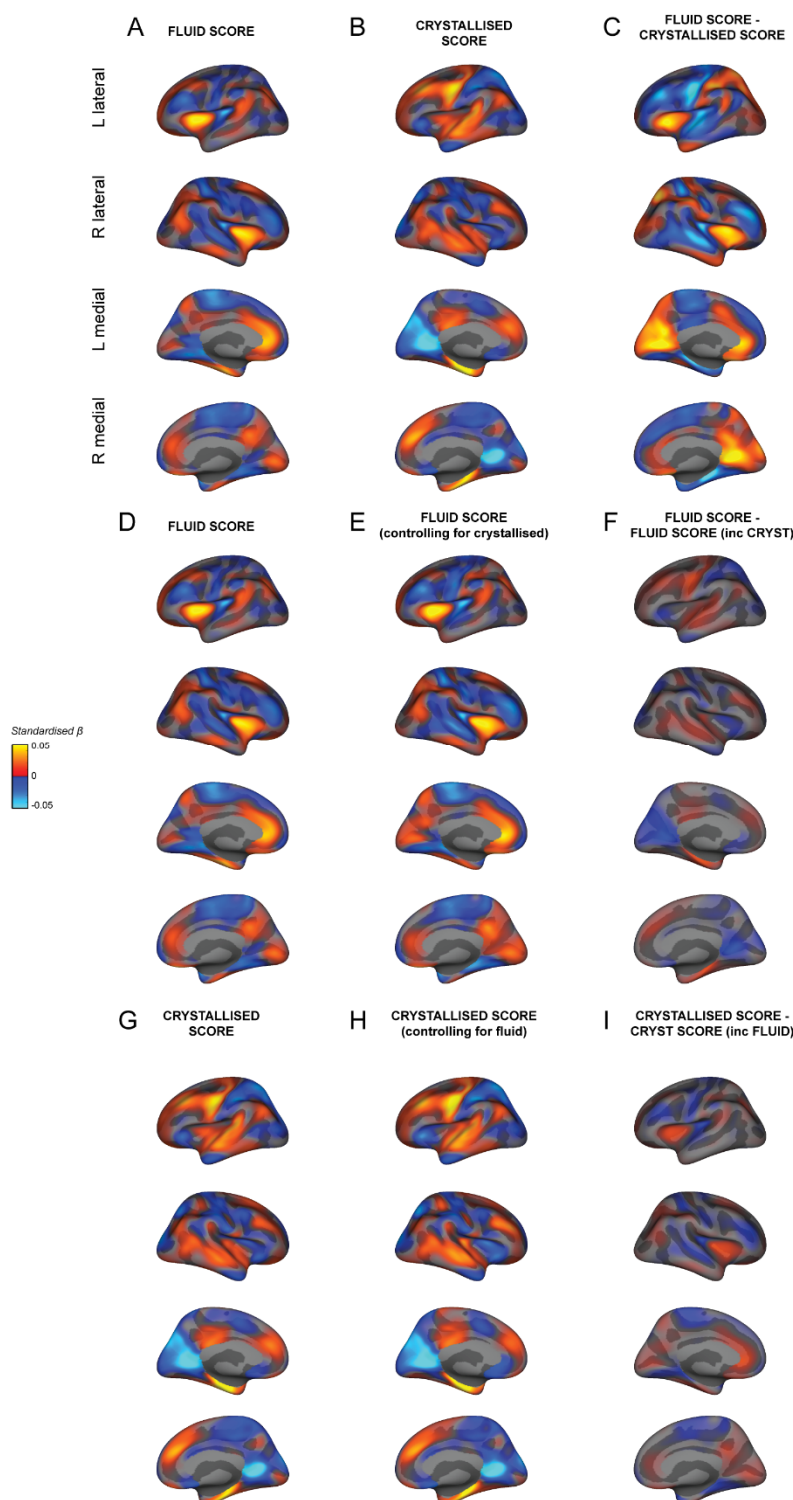 A FLUID SCORE
B CRYSTALLISED
SCORE
C FLUID SCORE -
CRYSTALLISED SCORE
L lateral
R lateral
L medial
R medial
D FLUID SCORE
E FLUID SCORE
(controlling for crystallised)
F FLUID SCORE -
FLUID SCORE (inc CRYST)
Standardised β
0.05
0
-0.05
G CRYSTALLISED
SCORE
H CRYSTALLISED SCORE
(controlling for fluid)
I CRYSTALLISED SCORE -
CRYST SCORE (inc FLUID)